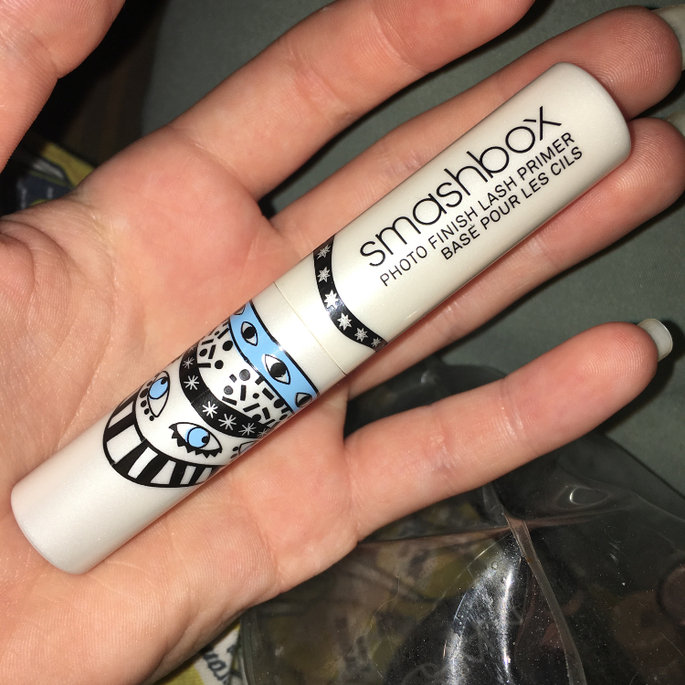 smashbox
PHOTO FINISH LASH PRIMER
BASE POUR LES CILS